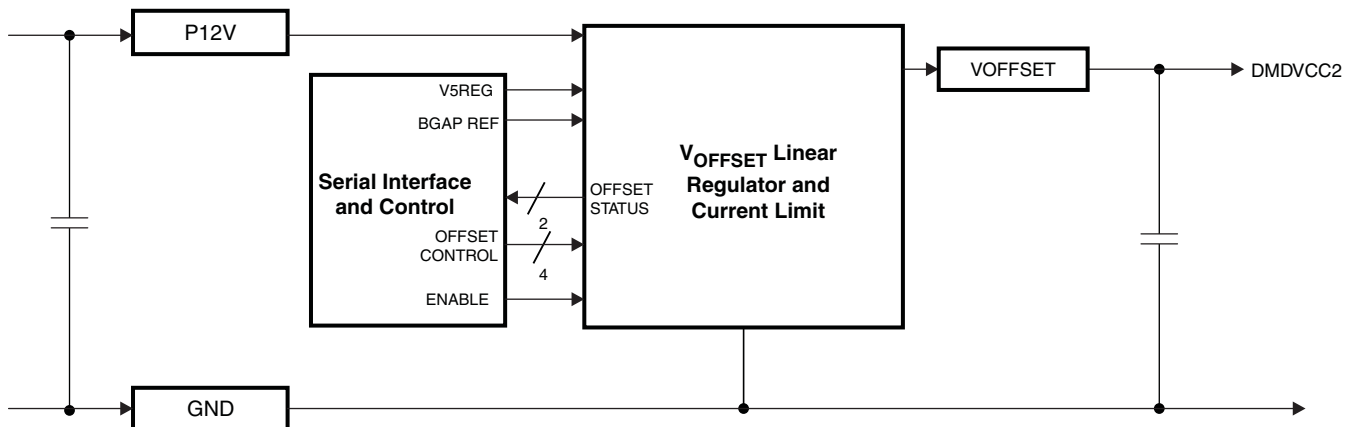 P12V
V5REG
BGAP REF
Serial Interface
and Control
OFFSET
CONTROL
ENABLE
2
4
OFFSET
STATUS
VOFFSET Linear
Regulator and
Current Limit
VOFFSET
DMDVCC2
GND